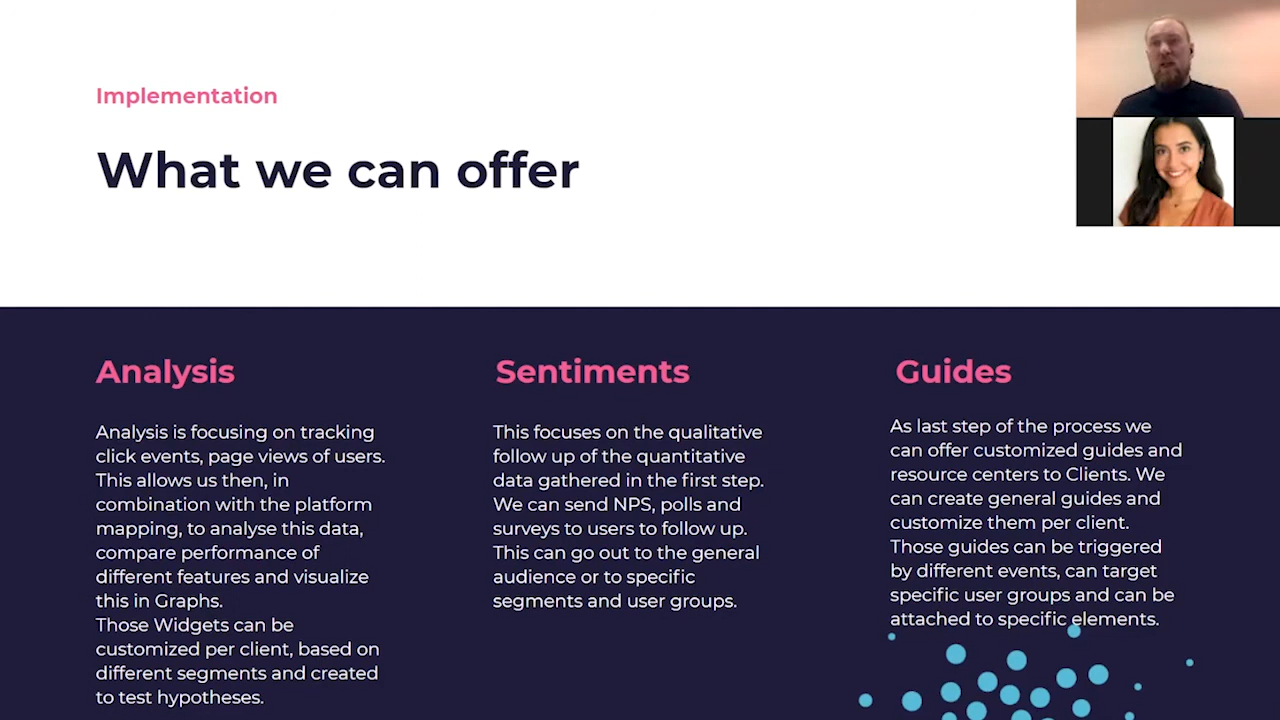 Implementation
What we can offer
Analysis
Analysis is focusing on tracking
click events, page views of users.
This allows us then, in
combination with the platform
mapping, to analyse this data,
compare performance of
different features and visualize
this in Graphs.
Those Widgets can be
customized per client, based on
different segments and created
to test hypotheses.
Sentiments
This focuses on the qualitative
follow up of the quantitative
data gathered in the first step.
We can send NPS, polls and
surveys to users to follow up.
This can go out to the general
audience or to specific
segments and user groups.
Guides
As last step of the process we
can offer customized guides and
resource centers to Clients. We
can create general guides and
customize them per client.
Those guides can be triggered
by different events, can target
specific user groups and can be
attached to specific elements.